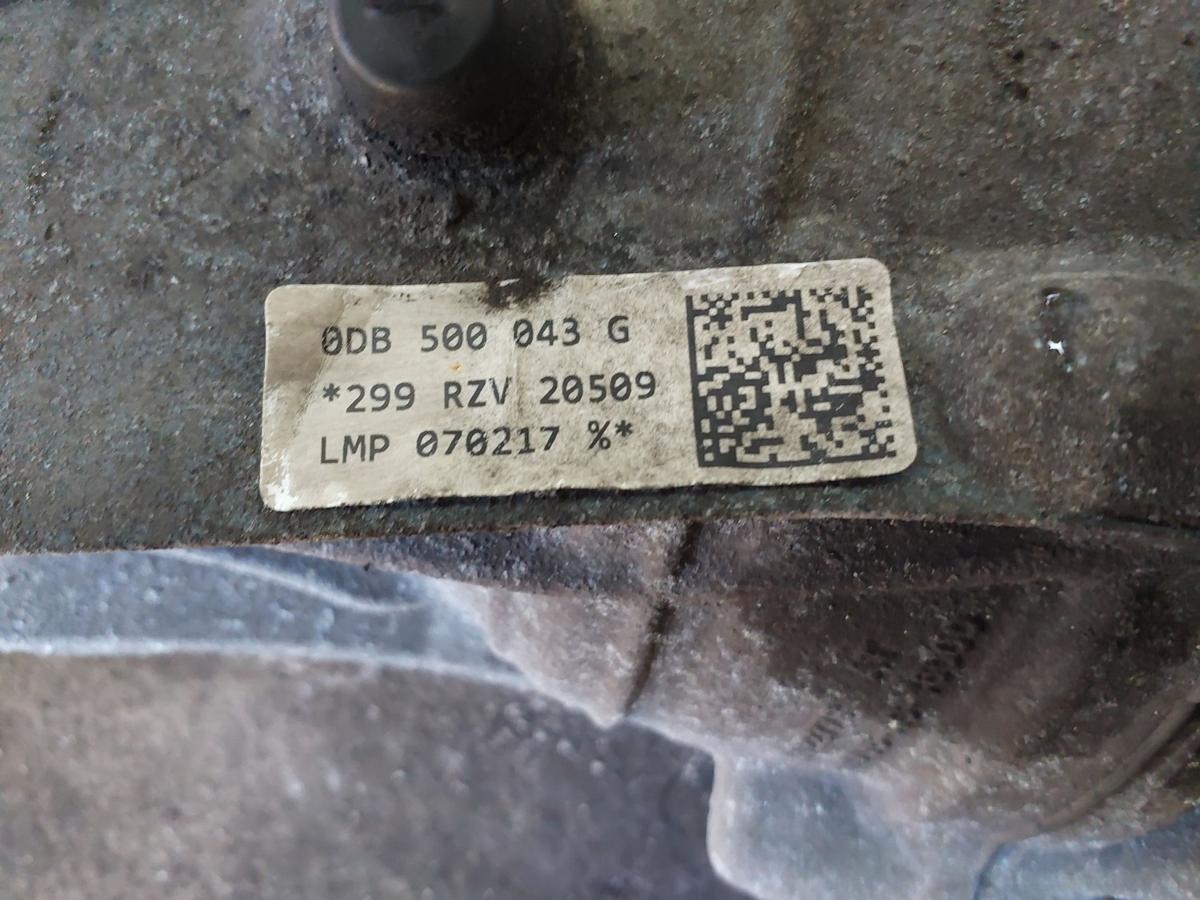 0DB 500 043 G
*299 RZV 20509
LMP 070217 %*